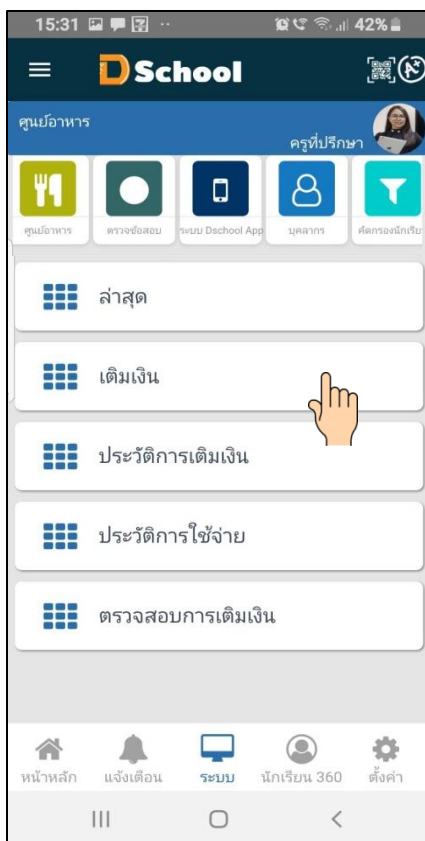 15:31
42%
DSchool
A+
ศูนย์อาหาร
ครูที่ปรึกษา
ศูนย์อาหาร
ตรวจข้อสอบ
ระบบ Dschool App
บุคลากร
คัดกรองนักเรีย
ล่าสุด
เติมเงิน
ประวัติการเติมเงิน
ประวัติการใช้จ่าย
ตรวจสอบการเติมเงิน
หน้าหลัก
แจ้งเตือน
ระบบ
นักเรียน 360
ตั้งค่า